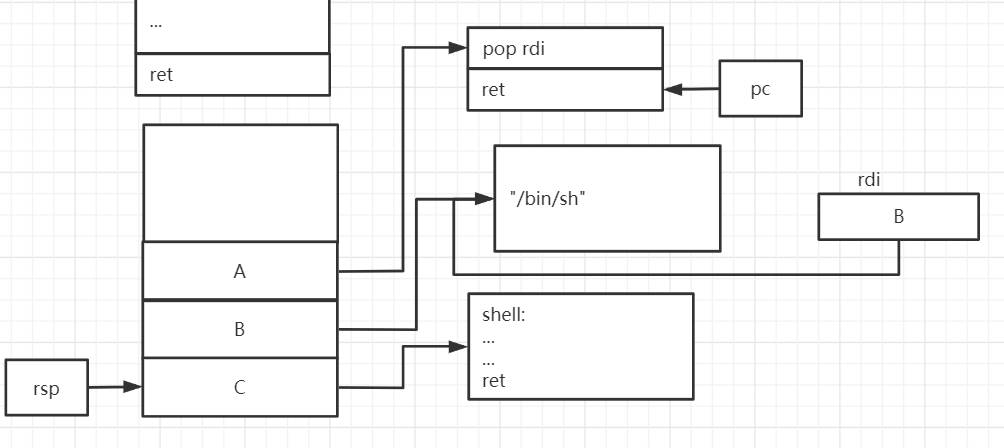 ...
ret
pop rdi
ret
pc
"/bin/sh"
rdi
B
A
B
C
rsp
shell:
...
...
ret